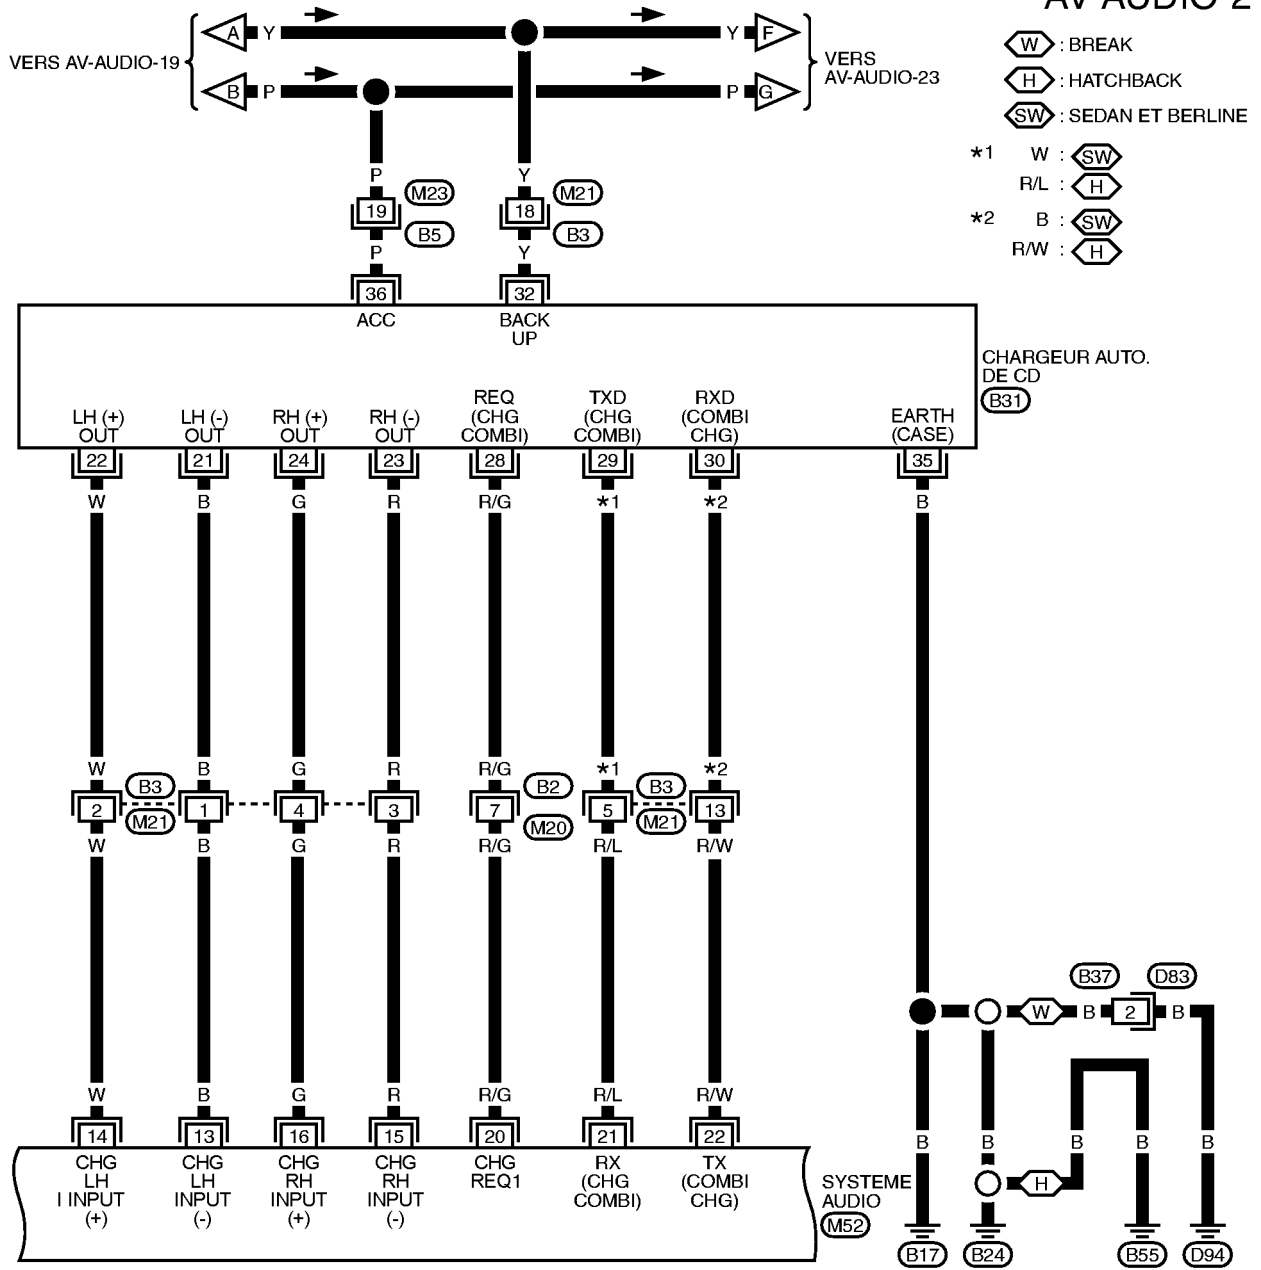 AV-AUDIO-2
A Y Y F
VERS AV-AUDIO-19
VERS
AV-AUDIO-23
B P P G
W : BREAK
H : HATCHBACK
SW : SEDAN ET BERLINE
*1 W : SW
R/L : H
*2 B : SW
R/W : H
P Y
19 M23 18 M21
B5 B3
P Y
36 32
ACC BACK
UP
CHARGEUR AUTO.
DE CD
B31
LH (+)
OUT
LH (-)
OUT
RH (+)
OUT
RH (-)
OUT
REQ
(CHG
COMBI)
TXD
(CHG
COMBI)
RXD
(COMBI
CHG)
EARTH
(CASE)
22 21 24 23 28 29 30 35
W B G R R/G *1 *2 B
W B G R R/G *1 *2
B3 B2 B3
2 1 4 3 7 5 13
M21 M20 M21
W B G R R/G R/L R/W
B37 D83
W B 2 B
W B G R R/G R/L R/W
14 13 16 15 20 21 22
B B B B B
CHG
LH
I INPUT
(+)
CHG
LH
INPUT
(-)
CHG
RH
INPUT
(+)
CHG
RH
INPUT
(-)
CHG
REQ1
RX
(CHG
COMBI)
TX
(COMBI
CHG)
SYSTEME
AUDIO
M52
H
B17 B24 B55 D94